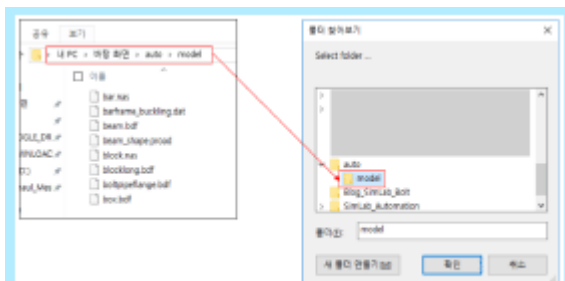 공유 보기
내 PC › 바탕 화면 › auto › model
이름
bar.nas
barframe_buckling.dat
beam.bdf
beam_shape.proad
block.nas
blocklong.bdf
boltpipeflange.bdf
box.bdf
폴더 찾아보기
Select folder ...
auto
model
Blog_SimLab_Bolt
SimLab_Automation
폴더(F): model
새 폴더 만들기(M) 확인 취소